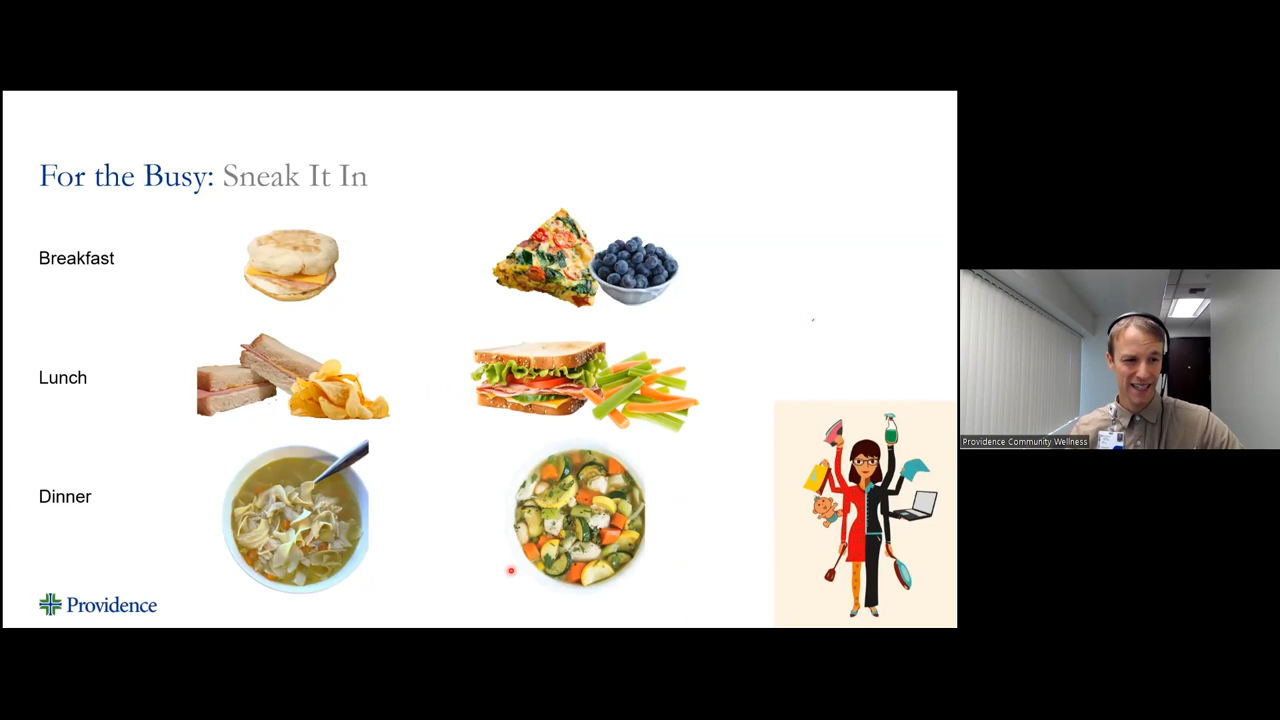 For the Busy: Sneak It In
Breakfast
Lunch
Dinner
Providence
Providence Community Wellness